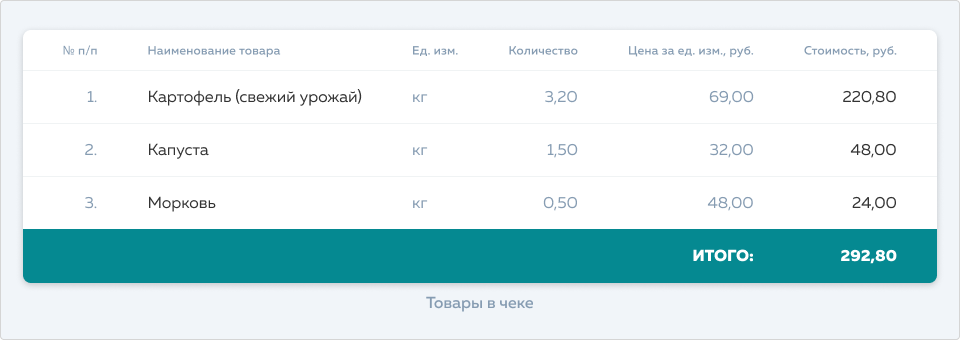 № п/п Наименование товара Ед. изм. Количество Цена за ед. изм., руб. Стоимость, руб.
1. Картофель (свежий урожай) кг 3,20 69,00 220,80
2. Капуста кг 1,50 32,00 48,00
3. Морковь кг 0,50 48,00 24,00
ИТОГО: 292,80
Товары в чеке